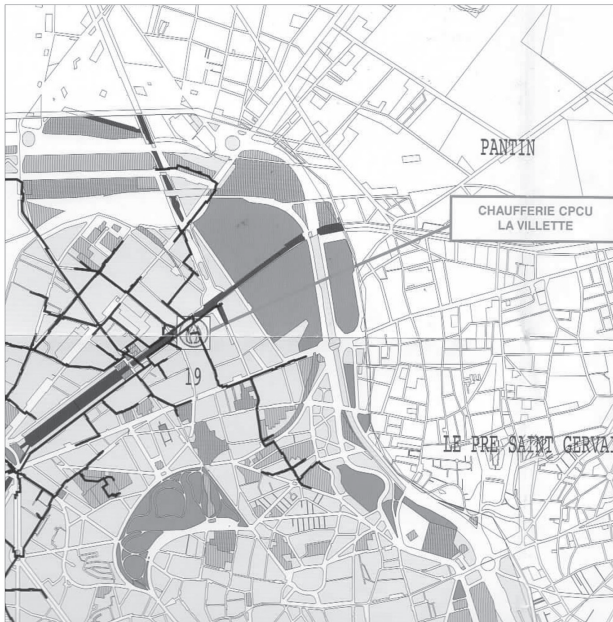 PANTIN
CHAUFFERIE CPCU
LA VILLETTE
19
LE PRE SAINT GERVAI